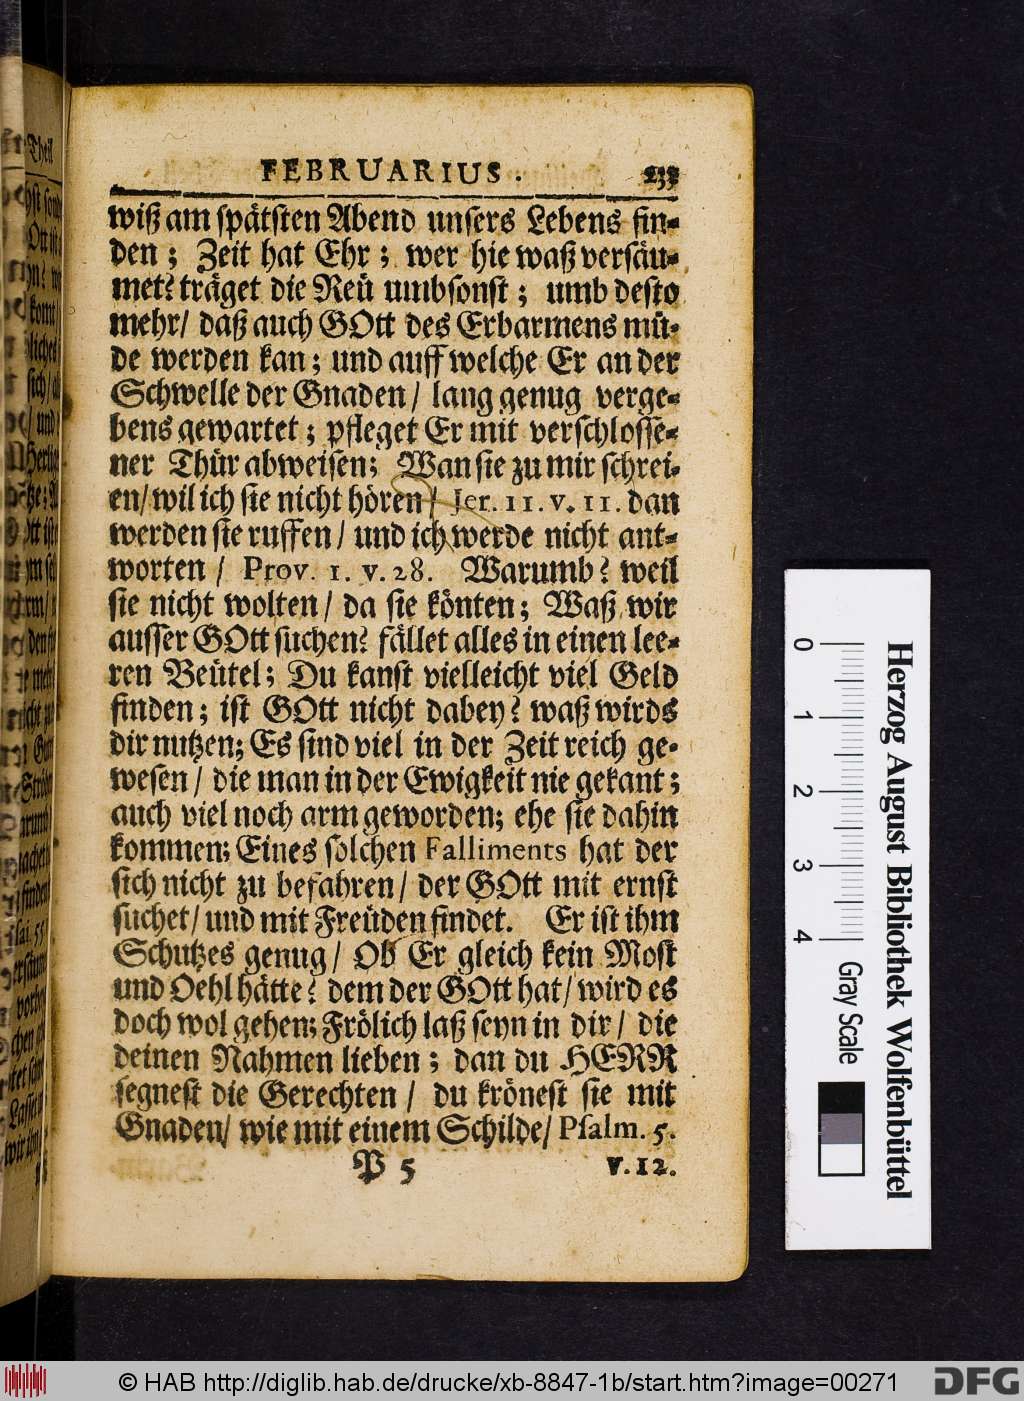 FEBRUARIUS. 233
wiß am spätsten Abend unsers Lebens fin-
den; Zeit hat Ehr; wer hie waß versäu-
met? träget die Reü umbsonst; umb desto
mehr/ daß auch GOtt des Erbarmens mü-
de werden kan; und auff welche Er an der
Schwelle der Gnaden/ lang genug verge-
bens gewartet; pfleget Er mit verschlosse-
ner Thür abweisen; Wan sie zu mir schrei-
en/ wil ich sie nicht hören/ Jer. 11. v. 11. dan
werden sie ruffen/ und ich werde nicht ant-
worten/ Prov. 1. v. 28. Warumb? weil
sie nicht wolten/ da sie könten; Waß wir
ausser GOtt suchen? fället alles in einen lee-
ren Beütel; Du kanst vielleicht viel Geld
finden; ist GOtt nicht dabey? waß wirds
dir nutzen; Es sind viel in der Zeit reich ge-
wesen/ die man in der Ewigkeit nie gekant;
auch viel noch arm geworden; ehe sie dahin
kommen; Eines solchen Falliments hat der
sich nicht zu befahren/ der GOtt mit ernst
suchet/ und mit Freüden findet. Er ist ihm
Schutzes genug/ Ob Er gleich kein Most
und Oehl hätte? dem der GOtt hat/ wird es
doch wol gehen; Frölich laß seyn in dir/ die
deinen Nahmen lieben; dan du HERR
segnest die Gerechten/ du krönest sie mit
Gnaden/ wie mit einem Schilde/ Psalm. 5.
P 5 v. 12.
0 1 2 3 4 Gray Scale
Herzog August Bibliothek Wolfenbüttel
© HAB http://diglib.hab.de/drucke/xb-8847-1b/start.htm?image=00271 DFG